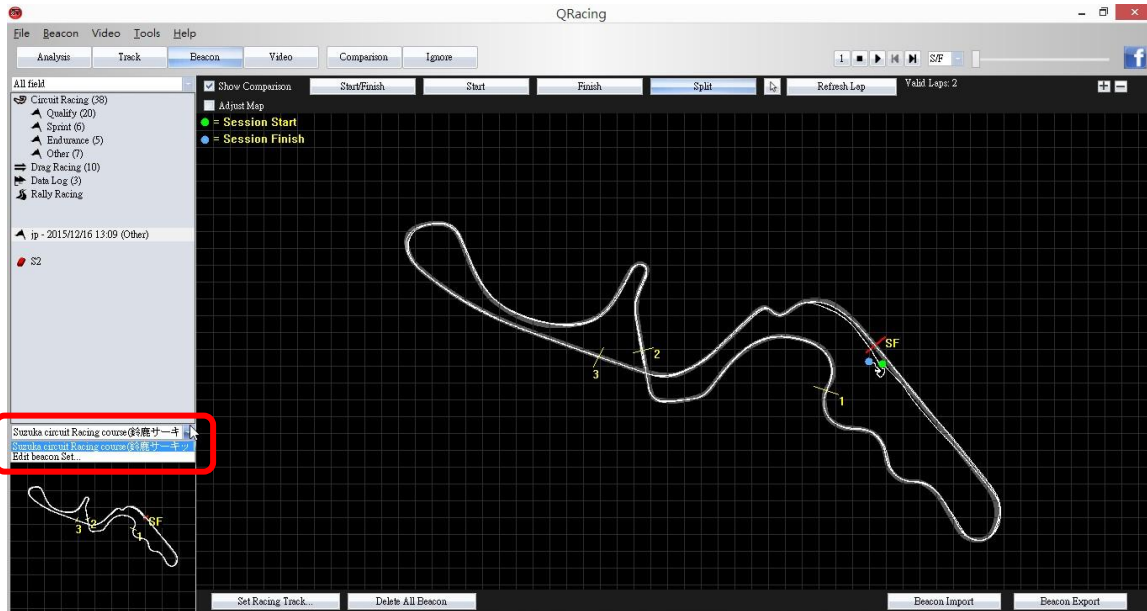 QRacing
File Beacon Video Tools Help
Analysis Track Beacon Video Comparison Ignore 1 S/F
All field
Circuit Racing (38)
Qualify (20)
Sprint (6)
Endurance (5)
Other (7)
Drag Racing (10)
Data Log (3)
Rally Racing
jp - 2015/12/16 13:09 (Other)
S2
Suzuka circuit Racing course(鈴鹿サーキ
Suzuka circuit Racing course(鈴鹿サーキッ
Edit beacon Set...
3 2 SF 1
Show Comparison Start/Finish Start Finish Split Refresh Lap Valid Laps: 2
Adjust Map
= Session Start
= Session Finish
SF
2
3
1
Set Racing Track... Delete All Beacon Beacon Import Beacon Export
f